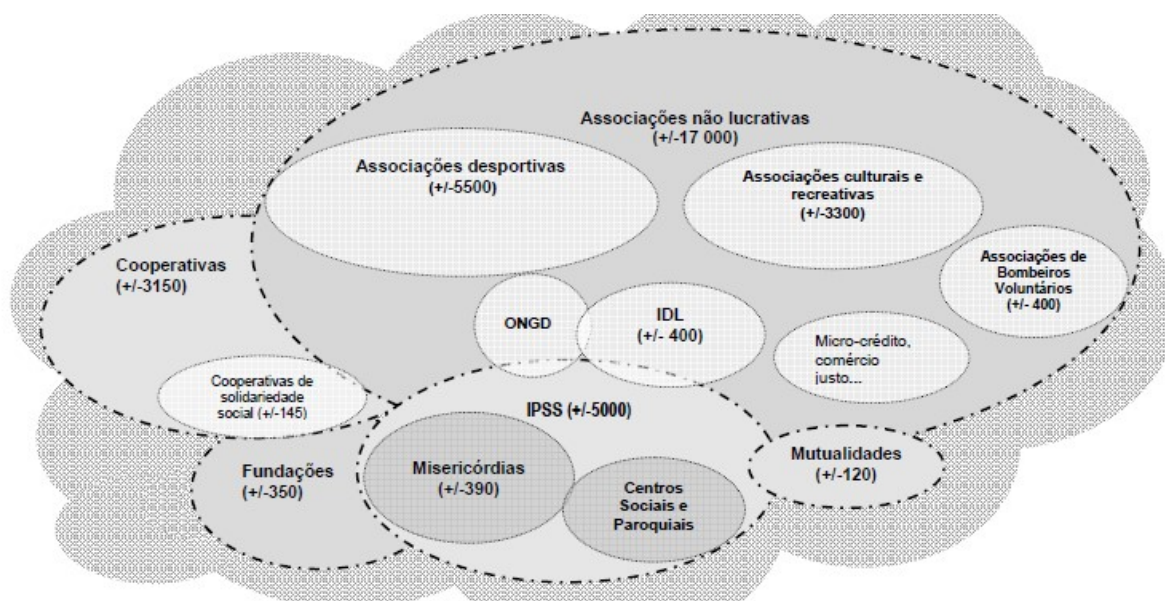 Associações não lucrativas
(+/-17 000)
Associações desportivas
(+/-5500)
Associações culturais e
recreativas
(+/-3300)
Cooperativas
(+/-3150)
Associações de
Bombeiros
Voluntários
(+/- 400)
ONGD
IDL
(+/- 400)
Micro-crédito,
comércio
justo...
Cooperativas de
solidariedade
social (+/-145)
IPSS (+/-5000)
Fundações
(+/-350)
Misericórdias
(+/-390)
Centros
Sociais e
Paroquiais
Mutualidades
(+/-120)